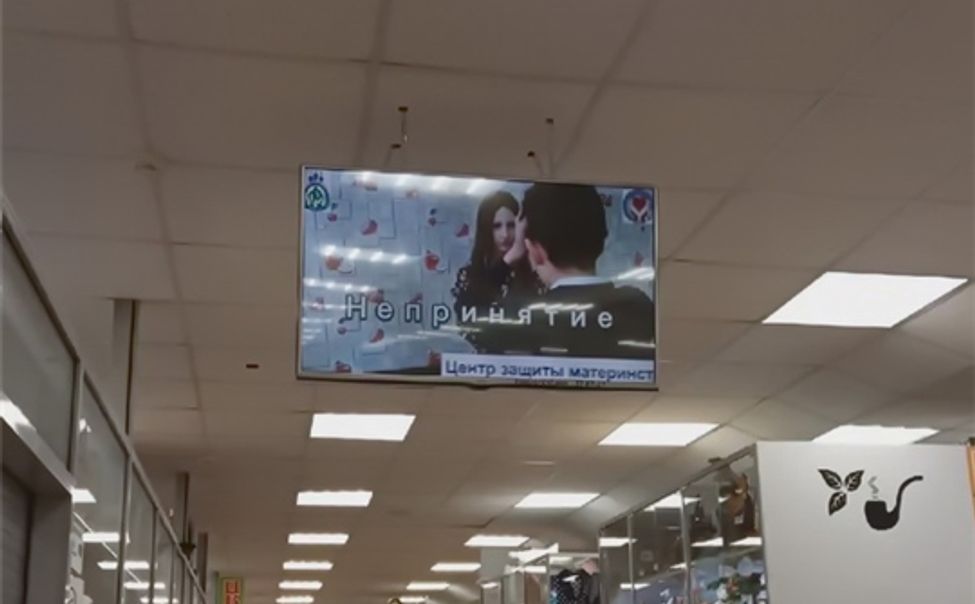 Непринятие
Центр защиты материнст